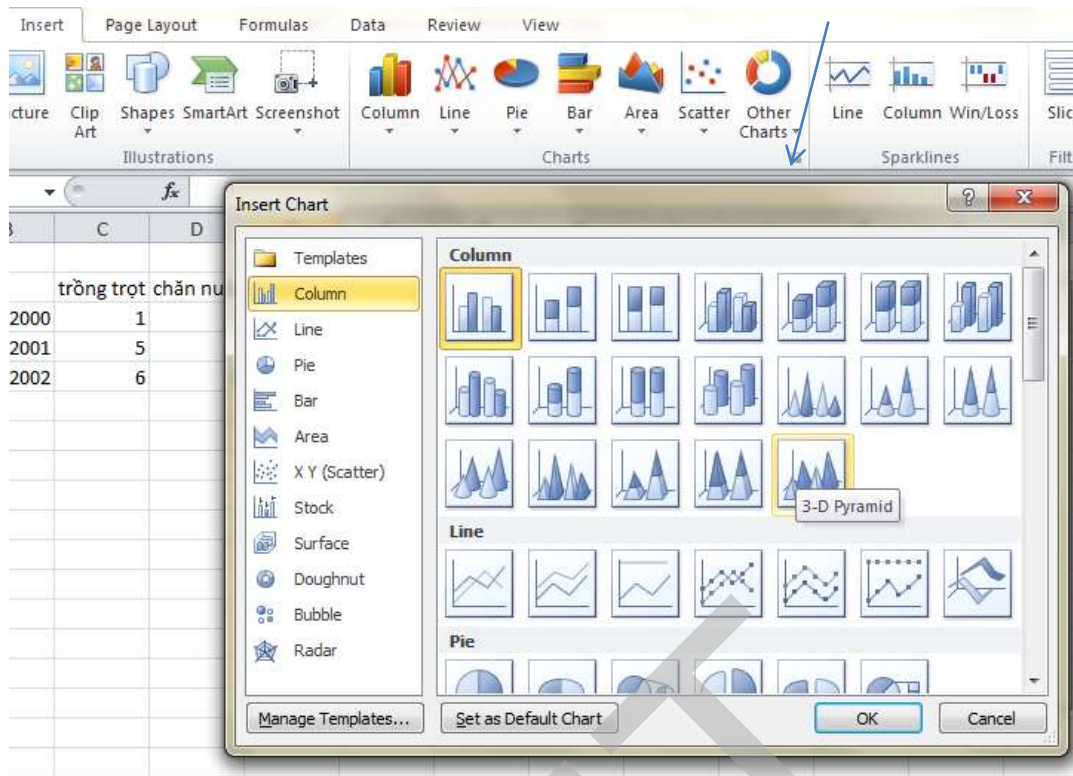 Insert Page Layout Formulas Data Review View
cture Clip Art Shapes SmartArt Screenshot Column Line Pie Bar Area Scatter Other Charts Line Column Win/Loss Slic
Illustrations Charts Sparklines Filt
fx
Insert Chart
C D
trồng trọt chăn nu
2000 1
2001 5
2002 6
Templates
Column
Line
Pie
Bar
Area
X Y (Scatter)
Stock
Surface
Doughnut
Bubble
Radar
Column
3-D Pyramid
Line
Pie
Manage Templates... Set as Default Chart OK Cancel